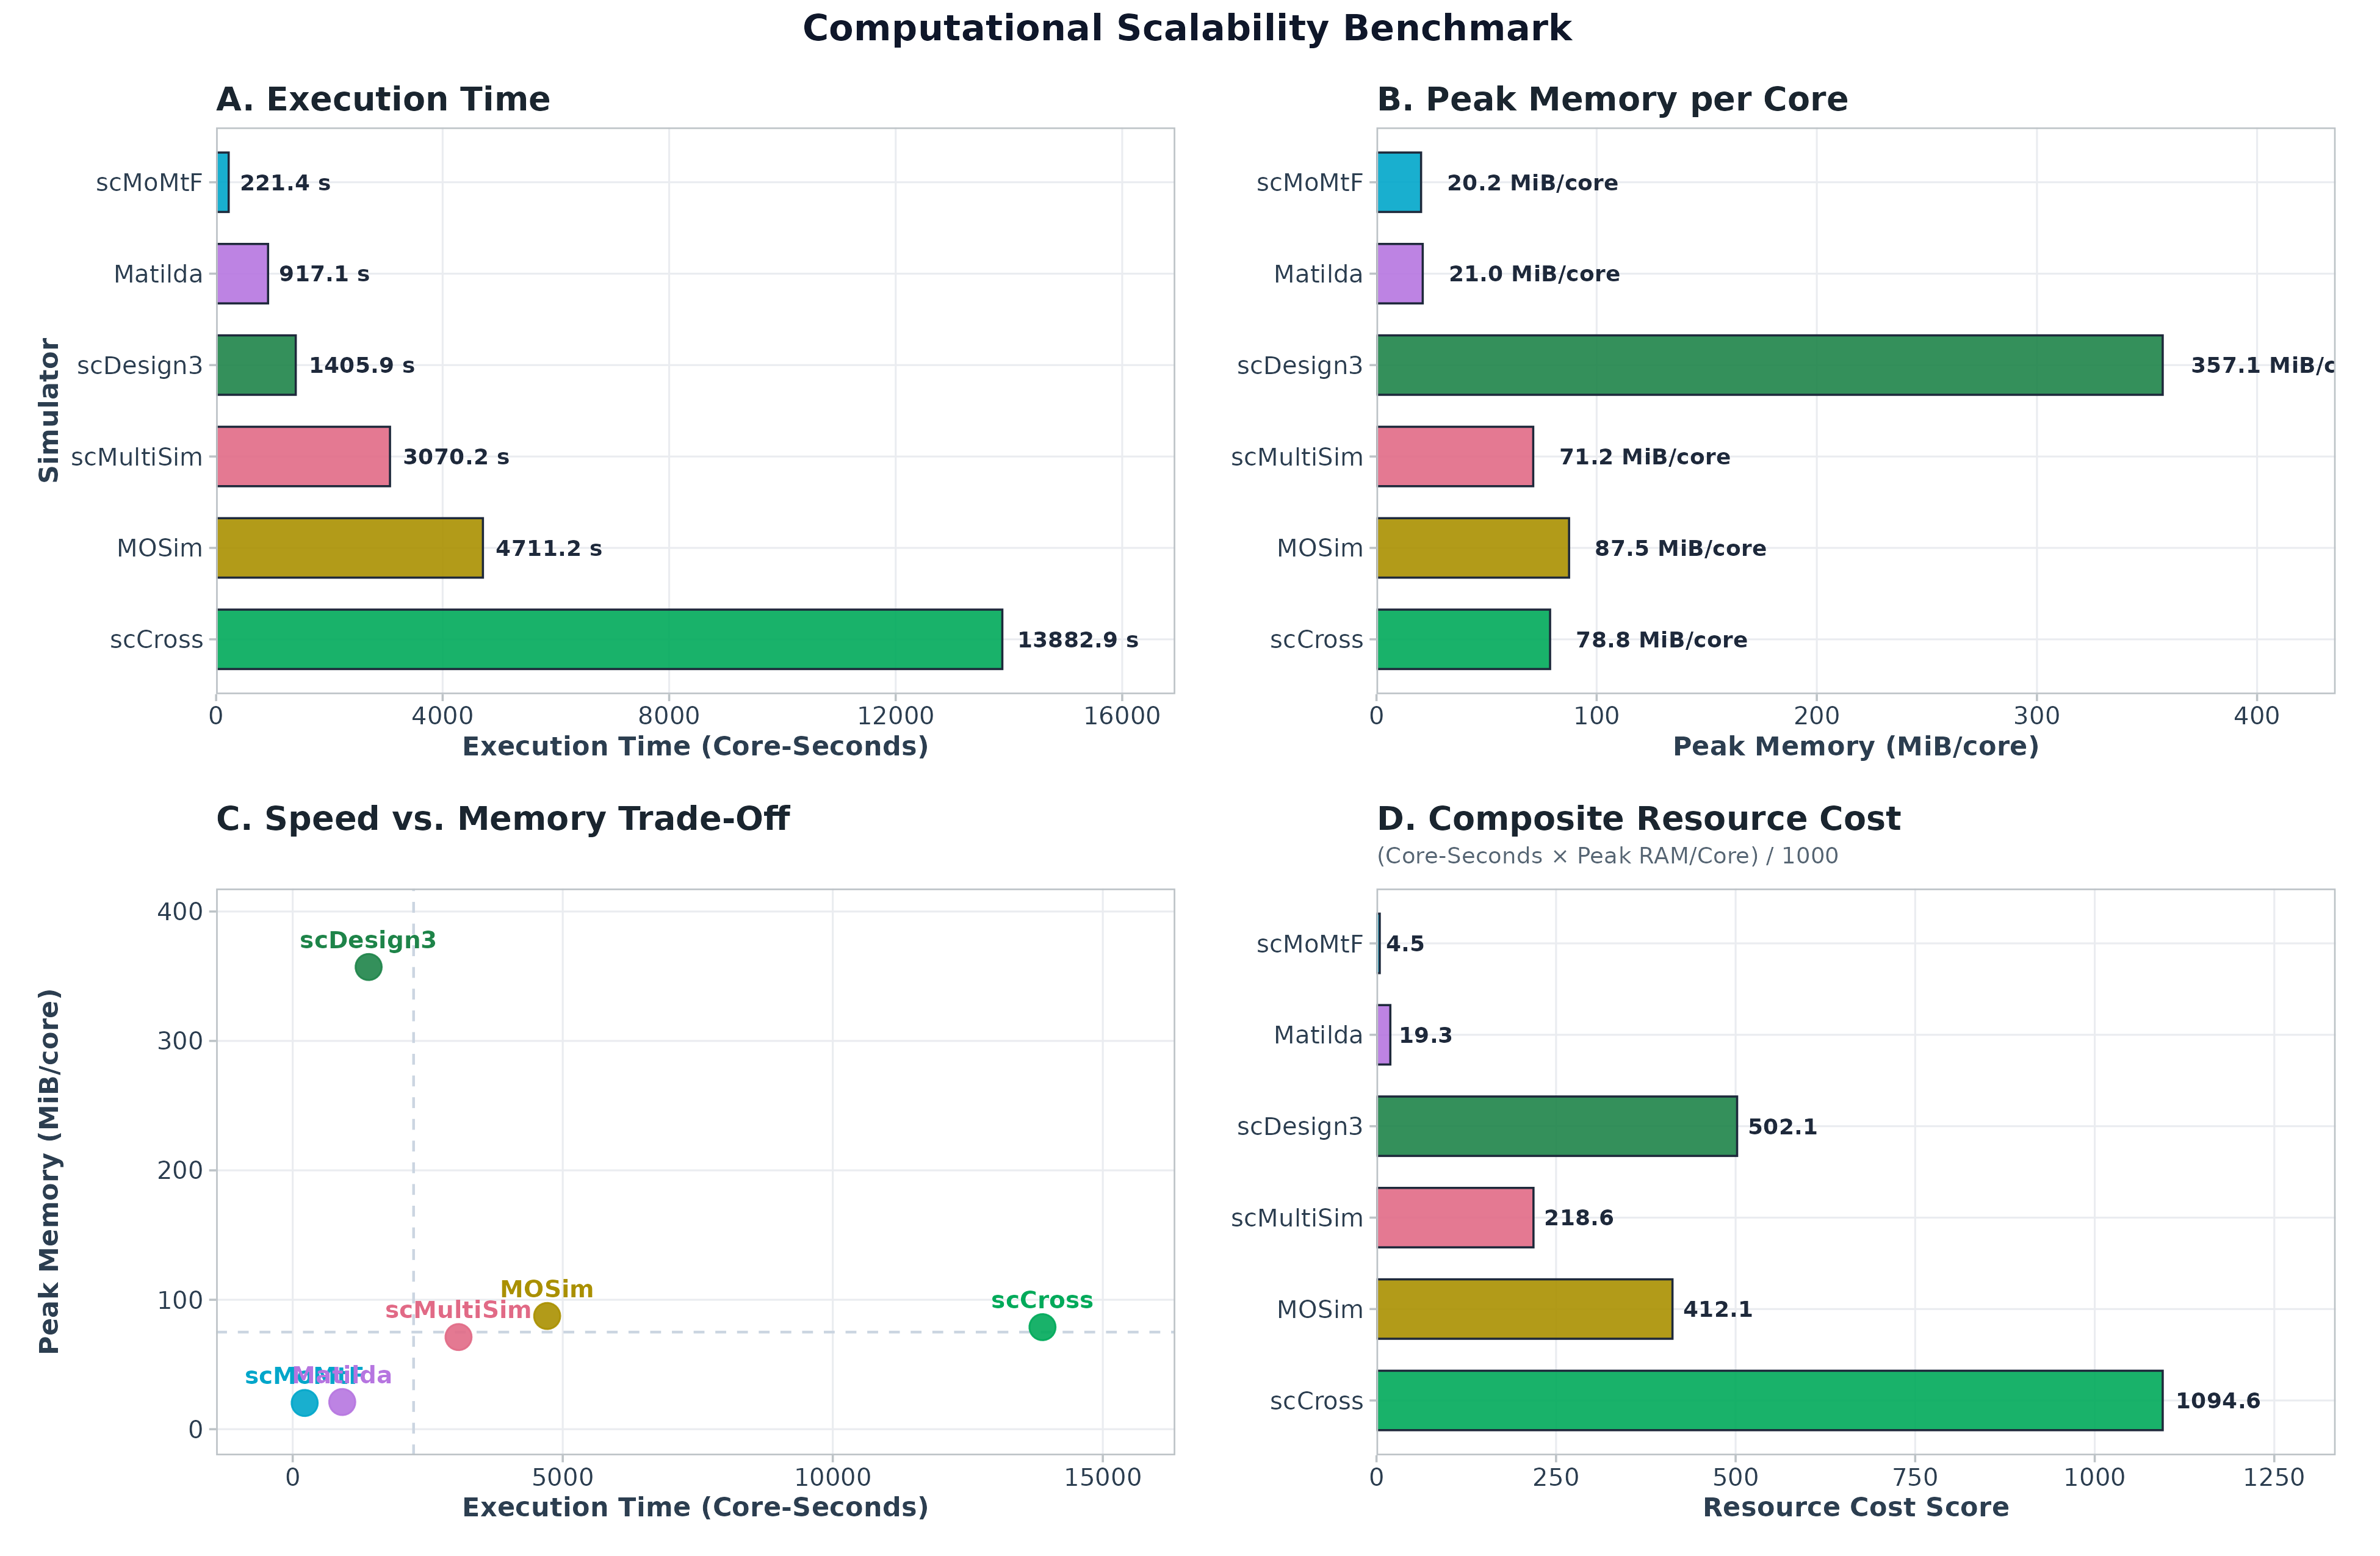 Computational Scalability Benchmark
A. Execution Time
Simulator
scMoMtF
221.4 s
Matilda
917.1 s
scDesign3
1405.9 s
scMultiSim
3070.2 s
MOSim
4711.2 s
scCross
13882.9 s
0 4000 8000 12000 16000
Execution Time (Core-Seconds)
B. Peak Memory per Core
scMoMtF
20.2 MiB/core
Matilda
21.0 MiB/core
scDesign3
357.1 MiB/c
scMultiSim
71.2 MiB/core
MOSim
87.5 MiB/core
scCross
78.8 MiB/core
0 100 200 300 400
Peak Memory (MiB/core)
C. Speed vs. Memory Trade-Off
Peak Memory (MiB/core)
400
300
200
100
0
scDesign3
MOSim
scMultiSim
scCross
scMoMtF
Matilda
0 5000 10000 15000
Execution Time (Core-Seconds)
D. Composite Resource Cost
(Core-Seconds × Peak RAM/Core) / 1000
scMoMtF
4.5
Matilda
19.3
scDesign3
502.1
scMultiSim
218.6
MOSim
412.1
scCross
1094.6
0 250 500 750 1000 1250
Resource Cost Score